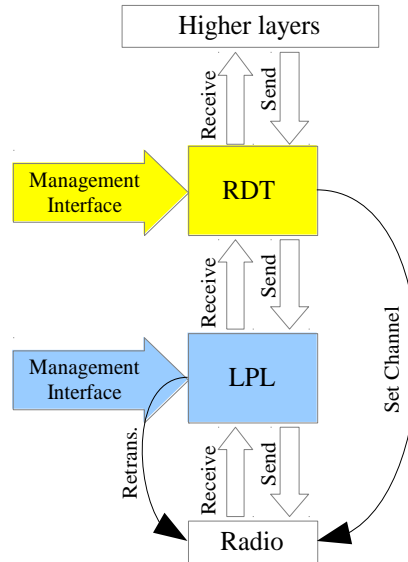 Higher layers
Receive
Send
Management
Interface
RDT
Receive
Send
Set Channel
Management
Interface
LPL
Retrans.
Receive
Send
Radio